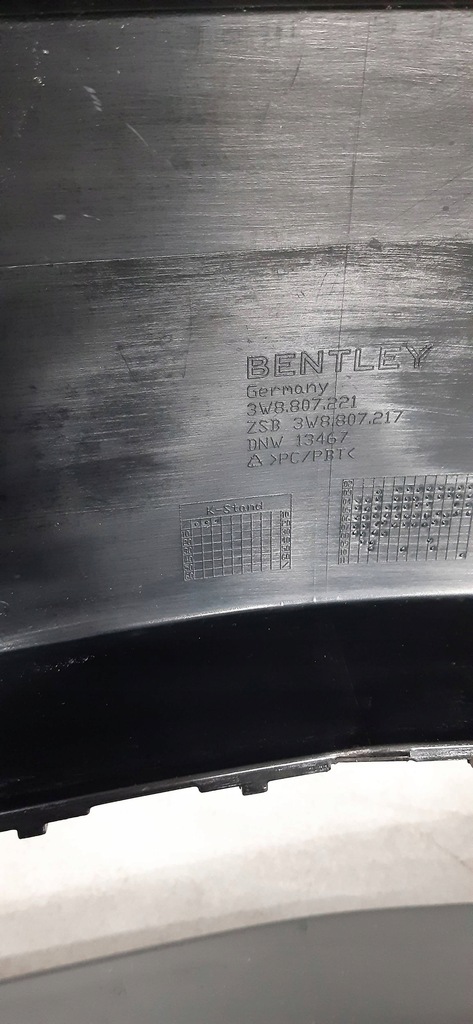 BENTLEY
Germany
3W8.807.221
ZSB 3W8.807.217
DNW 13467
>PC/PBT<
K-Stand